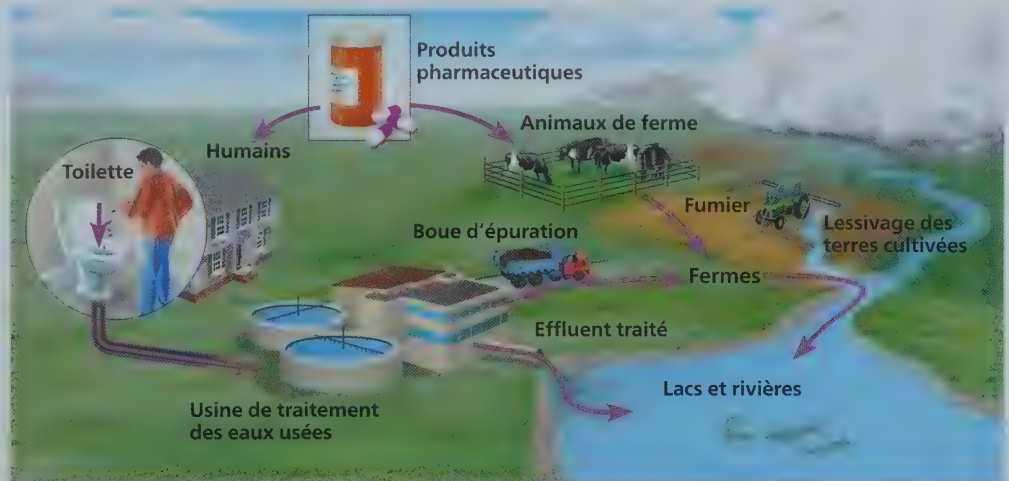 Produits
pharmaceutiques
Animaux de ferme
Humains
Toilette
Fumier
Lessivage des
terres cultivées
Boue d'épuration
Fermes
Effluent traité
Lacs et rivières
Usine de traitement
des eaux usées